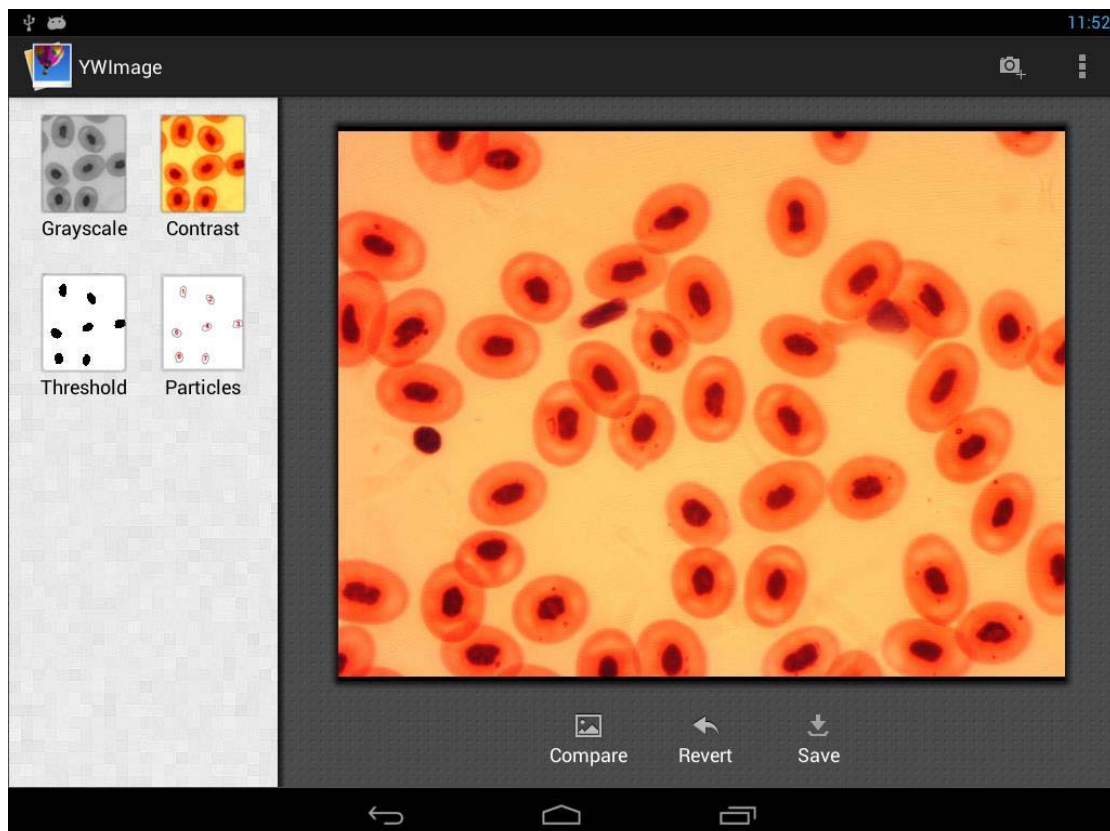 11:52
YWImage
Grayscale
Contrast
Threshold
Particles
Compare
Revert
Save